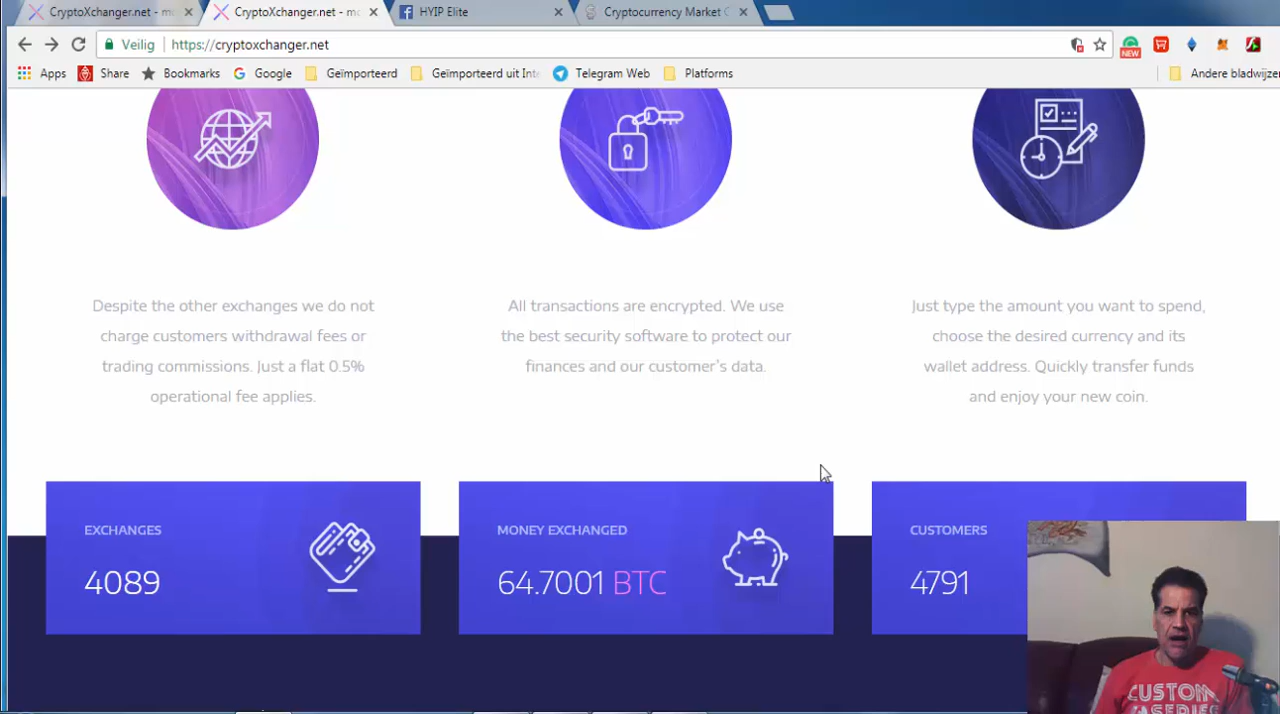 CryptoXchanger.net - mo
CryptoXchanger.net - mo
HYIP Elite
Cryptocurrency Market C
Veilig
https://cryptoxchanger.net
NEW
Apps
Share
Bookmarks
Google
Geïmporteerd
Geïmporteerd uit Inte
Telegram Web
Platforms
Andere bladwijzer
Despite the other exchanges we do not
charge customers withdrawal fees or
trading commissions. Just a flat 0.5%
operational fee applies.
All transactions are encrypted. We use
the best security software to protect our
finances and our customer's data.
Just type the amount you want to spend,
choose the desired currency and its
wallet address. Quickly transfer funds
and enjoy your new coin.
EXCHANGES
4089
MONEY EXCHANGED
64.7001 BTC
CUSTOMERS
4791
CUSTOM